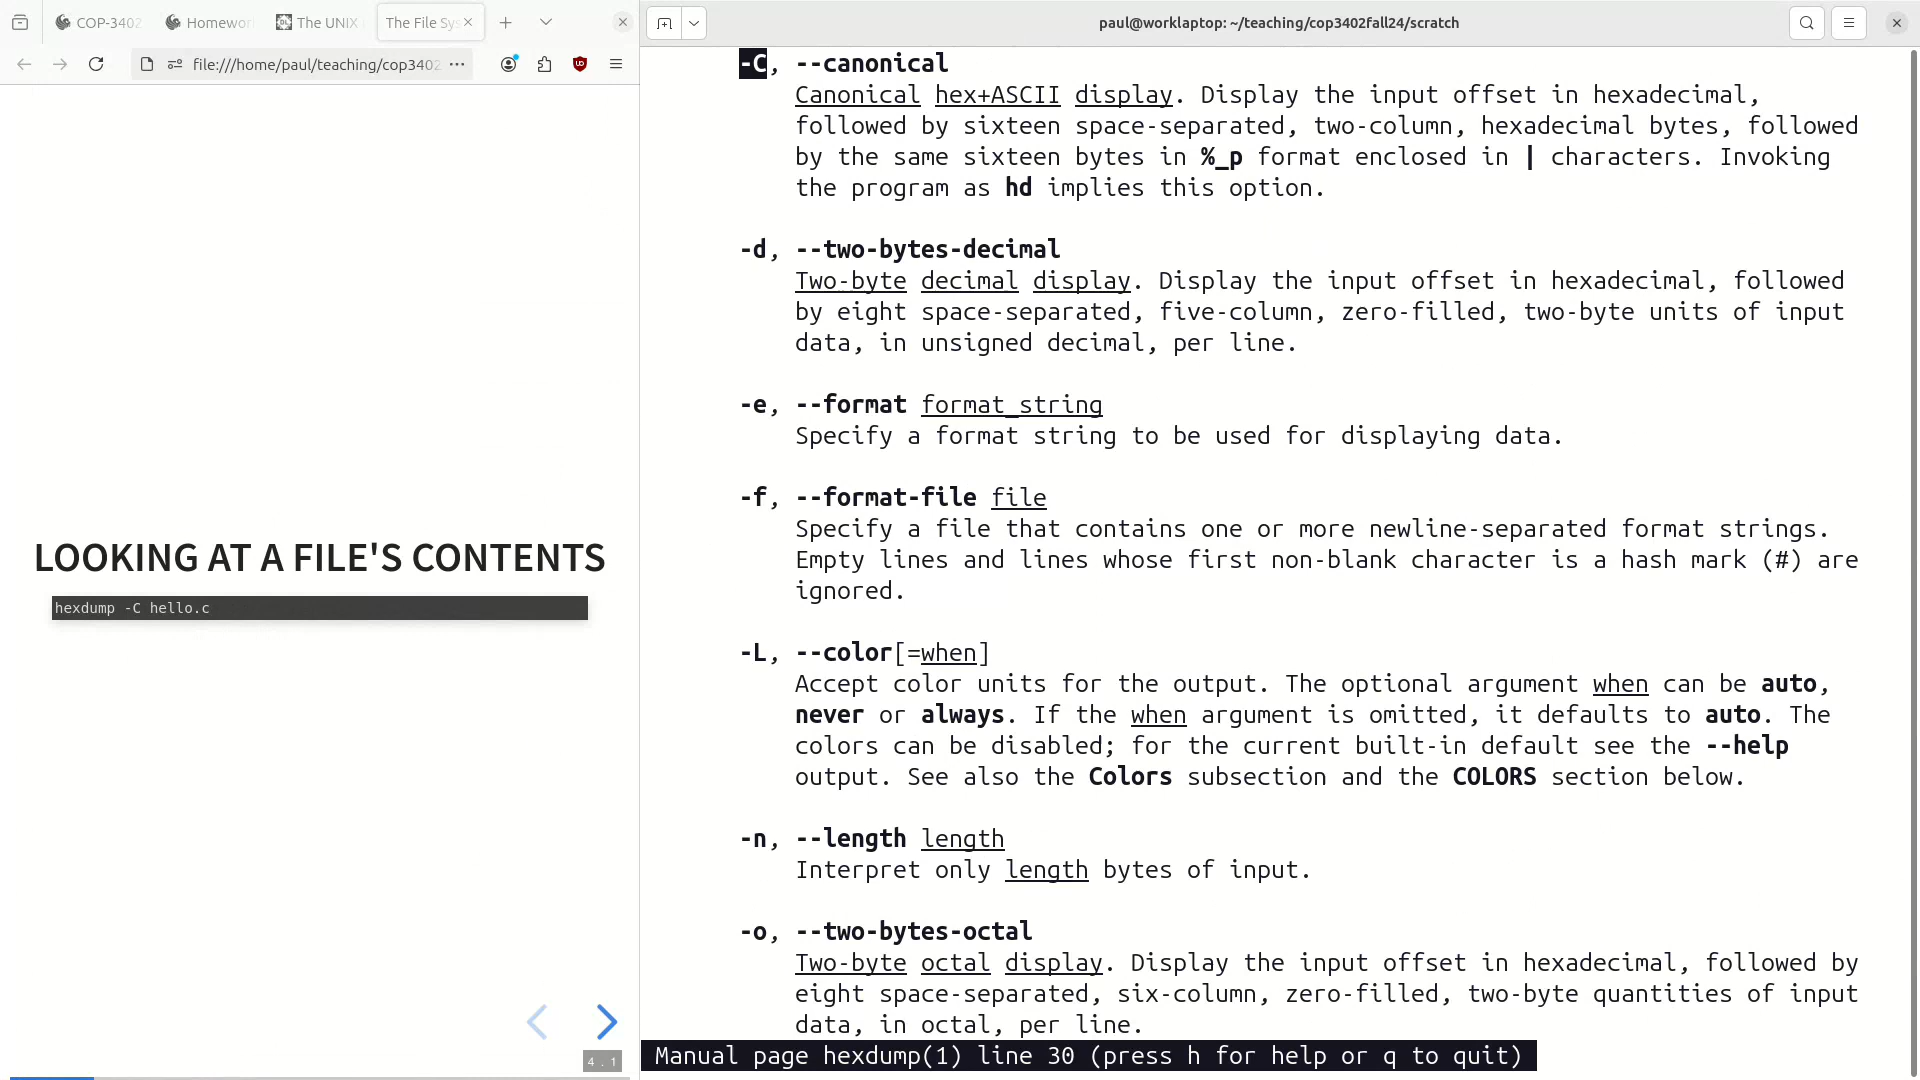 COP-3402
Homewor
The UNIX
The File Sys
paul@worklaptop: ~/teaching/cop3402fall24/scratch
file:///home/paul/teaching/cop3402
LOOKING AT A FILE'S CONTENTS
hexdump -C hello.c
4 . 1
-C, --canonical
Canonical hex+ASCII display. Display the input offset in hexadecimal,
followed by sixteen space-separated, two-column, hexadecimal bytes, followed
by the same sixteen bytes in %_p format enclosed in | characters. Invoking
the program as hd implies this option.
-d, --two-bytes-decimal
Two-byte decimal display. Display the input offset in hexadecimal, followed
by eight space-separated, five-column, zero-filled, two-byte units of input
data, in unsigned decimal, per line.
-e, --format format_string
Specify a format string to be used for displaying data.
-f, --format-file file
Specify a file that contains one or more newline-separated format strings.
Empty lines and lines whose first non-blank character is a hash mark (#) are
ignored.
-L, --color[=when]
Accept color units for the output. The optional argument when can be auto,
never or always. If the when argument is omitted, it defaults to auto. The
colors can be disabled; for the current built-in default see the --help
output. See also the Colors subsection and the COLORS section below.
-n, --length length
Interpret only length bytes of input.
-o, --two-bytes-octal
Two-byte octal display. Display the input offset in hexadecimal, followed by
eight space-separated, six-column, zero-filled, two-byte quantities of input
data, in octal, per line.
Manual page hexdump(1) line 30 (press h for help or q to quit)